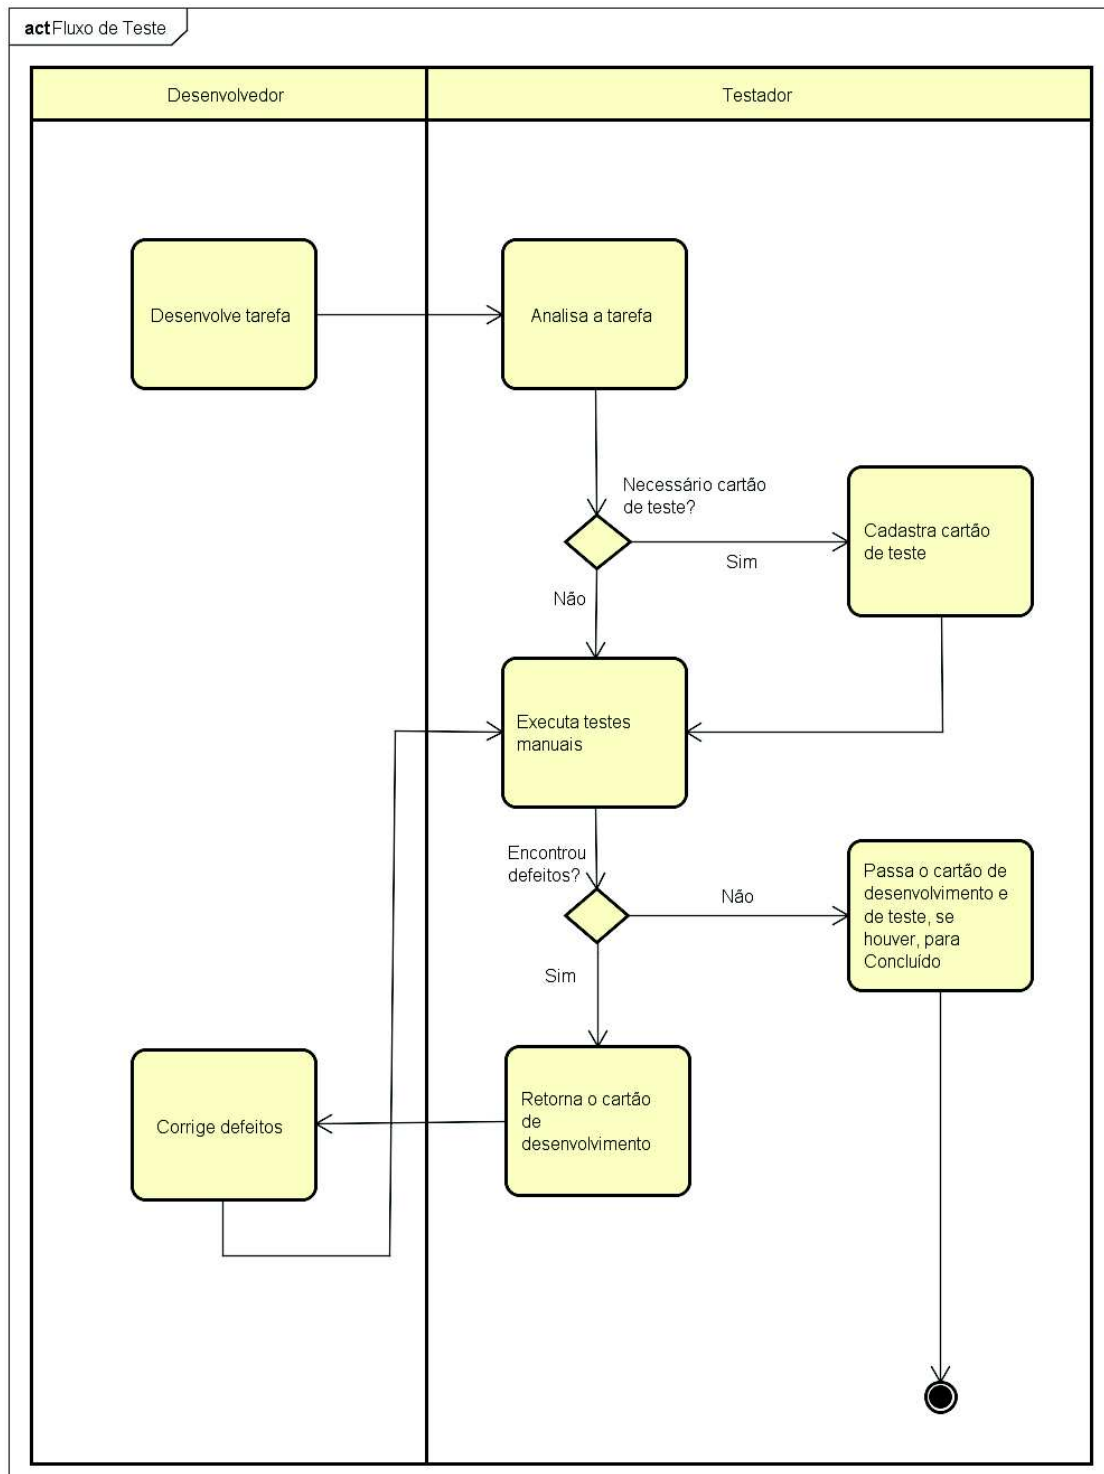 act Fluxo de Teste
Desenvolvedor
Testador
Desenvolve tarefa
Analisa a tarefa
Necessário cartão
de teste?
Sim
Cadastra cartão
de teste
Não
Executa testes
manuais
Encontrou
defeitos?
Não
Passa o cartão de
desenvolvimento e
de teste, se
houver, para
Concluído
Sim
Retorna o cartão
de
desenvolvimento
Corrige defeitos